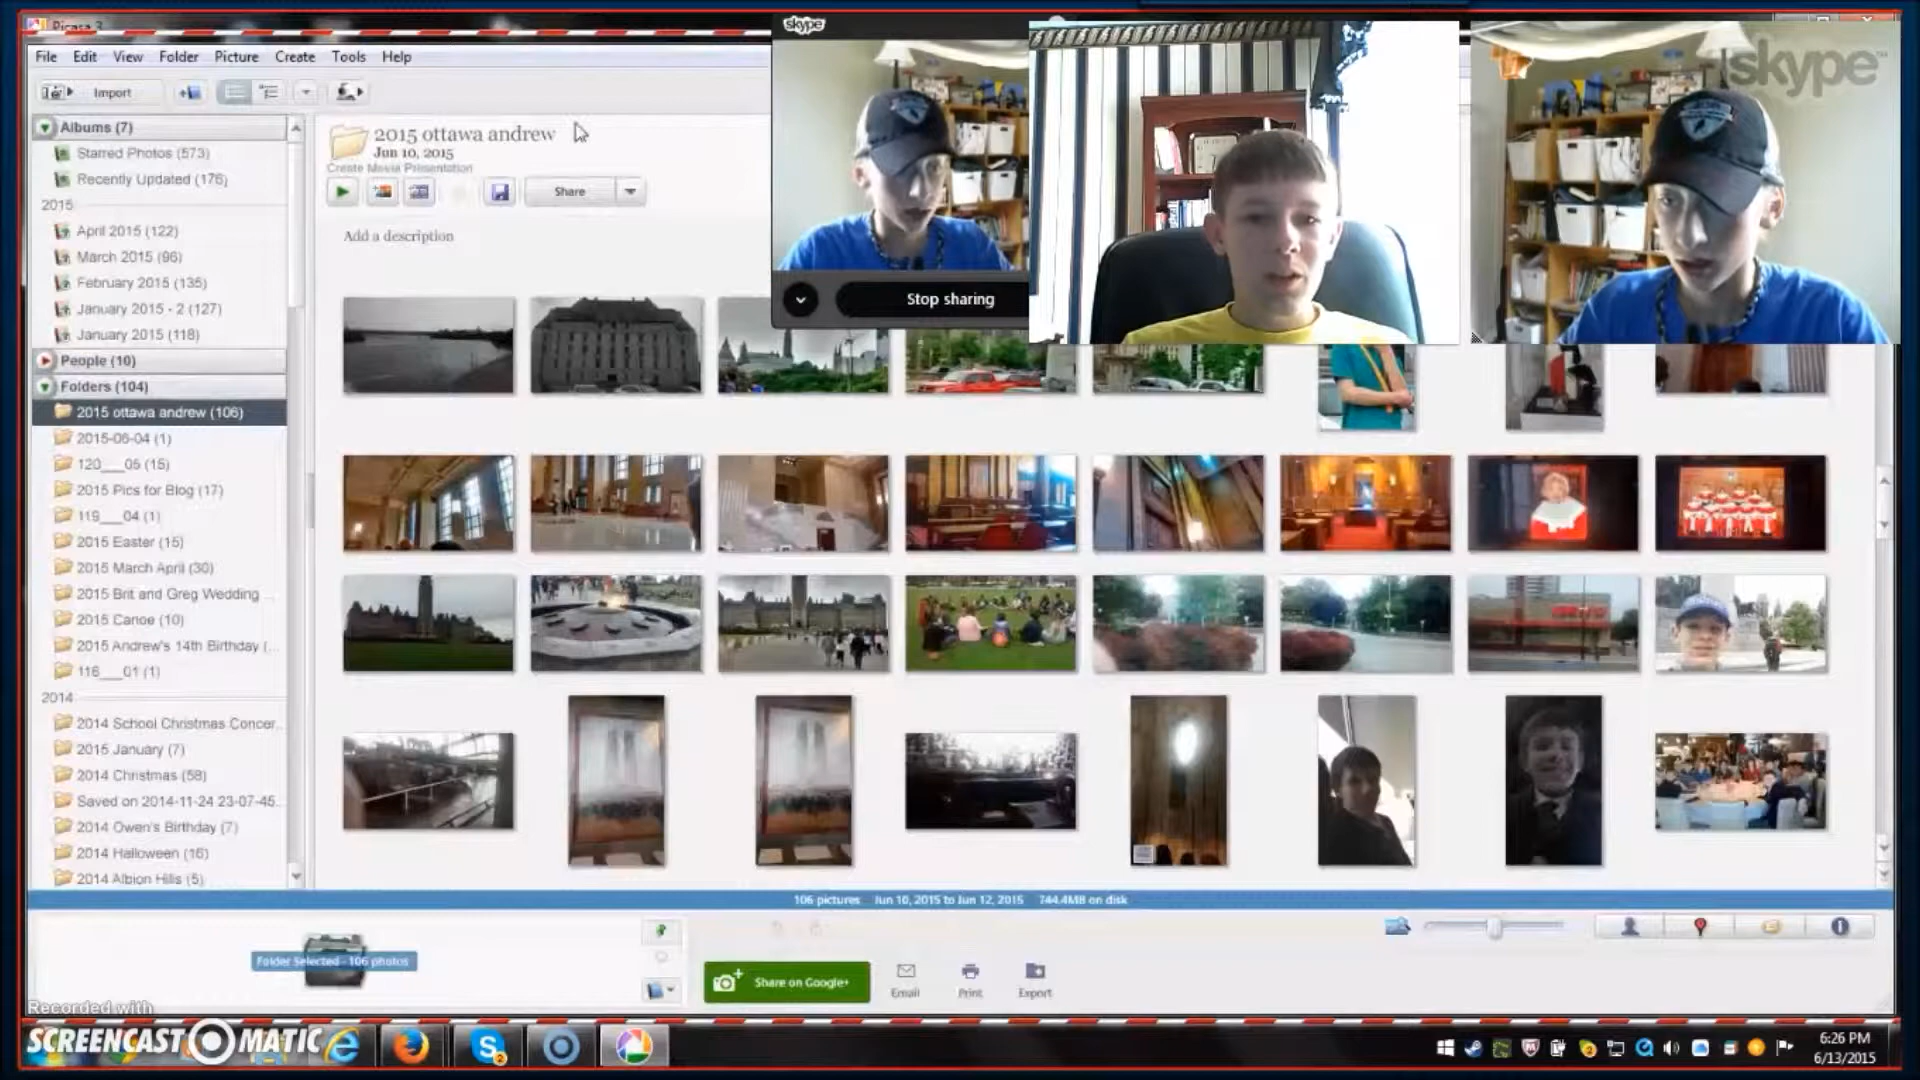 Picasa 3
skype
skype
File Edit View Folder Picture Create Tools Help
Import
Albums (7)
Starred Photos (573)
Recently Updated (176)
2015
April 2015 (122)
March 2015 (96)
February 2015 (135)
January 2015 - 2 (127)
January 2015 (118)
People (10)
Folders (104)
2015 ottawa andrew (106)
2015-06-04 (1)
120___05 (15)
2015 Pics for Blog (17)
119___04 (1)
2015 Easter (15)
2015 March April (30)
2015 Brit and Greg Wedding ...
2015 Canoe (10)
2015 Andrew's 14th Birthday (...
116___01 (1)
2014
2014 School Christmas Concer...
2015 January (7)
2014 Christmas (58)
Saved on 2014-11-24 23-07-45...
2014 Owen's Birthday (7)
2014 Halloween (16)
2014 Albion Hills (5)
2015 ottawa andrew
Jun 10, 2015
Create Movie Presentation
Share
Add a description
Stop sharing
106 pictures Jun 10, 2015 to Jun 12, 2015 744.4MB on disk
Folder Selected - 106 photos
Share on Google+
Email
Print
Export
Recorded with
SCREENCAST MATIC
6:26 PM
6/13/2015